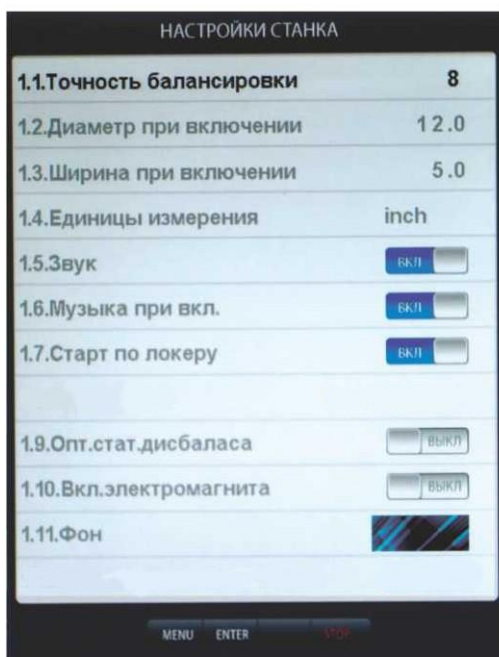 НАСТРОЙКИ СТАНКА
1.1.Точность балансировки 8
1.2.Диаметр при включении 12.0
1.3.Ширина при включении 5.0
1.4.Единицы измерения inch
1.5.Звук ВКЛ
1.6.Музыка при вкл. ВКЛ
1.7.Старт по локеру ВКЛ
1.9.Опт.стат.дисбаласа ВЫКЛ
1.10.Вкл.электромагнита ВЫКЛ
1.11.Фон
MENU ENTER STOP